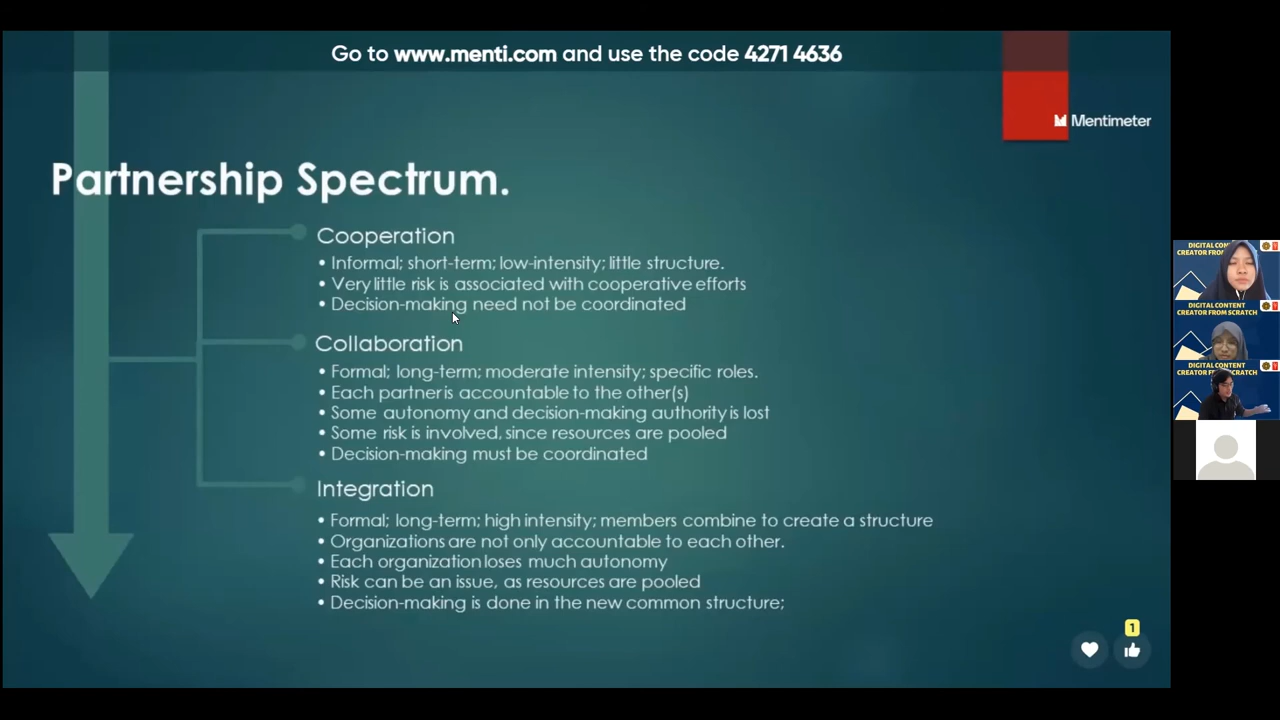 Go to www.menti.com and use the code 4271 4636
Mentimeter
Partnership Spectrum.
Cooperation
• Informal; short-term; low-intensity; little structure.
• Very little risk is associated with cooperative efforts
• Decision-making need not be coordinated
Collaboration
• Formal; long-term; moderate intensity; specific roles.
• Each partner is accountable to the other(s)
• Some autonomy and decision-making authority is lost
• Some risk is involved, since resources are pooled
• Decision-making must be coordinated
Integration
• Formal; long-term; high intensity; members combine to create a structure
• Organizations are not only accountable to each other.
• Each organization loses much autonomy
• Risk can be an issue, as resources are pooled
• Decision-making is done in the new common structure;
1
DIGITAL CON
CREATOR FRO
DIGITAL CONTENT
CREATOR FROM SCRATCH
DIGITAL CONTENT
CREATOR FROM SCRATCH